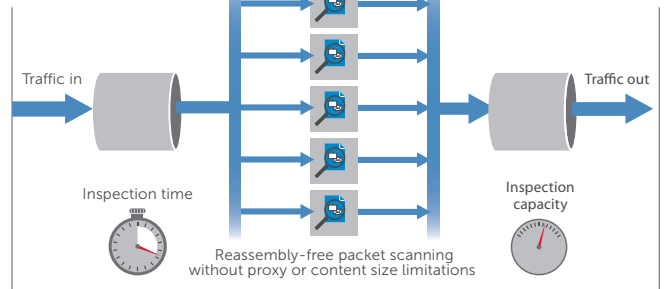 Traffic in
Traffic out
Inspection time
Inspection
capacity
Reassembly-free packet scanning
without proxy or content size limitations